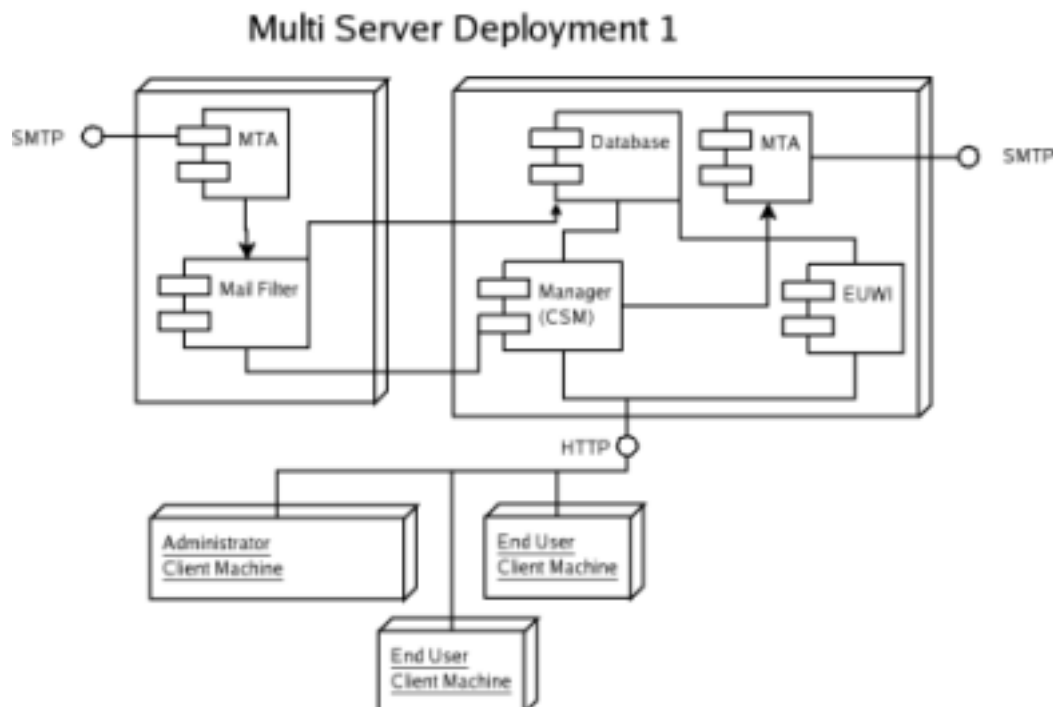 Multi Server Deployment 1
SMTP
MTA
Database
MTA
SMTP
Mail Filter
Manager
(CSM)
EUWI
HTTP
Administrator
Client Machine
End User
Client Machine
End User
Client Machine